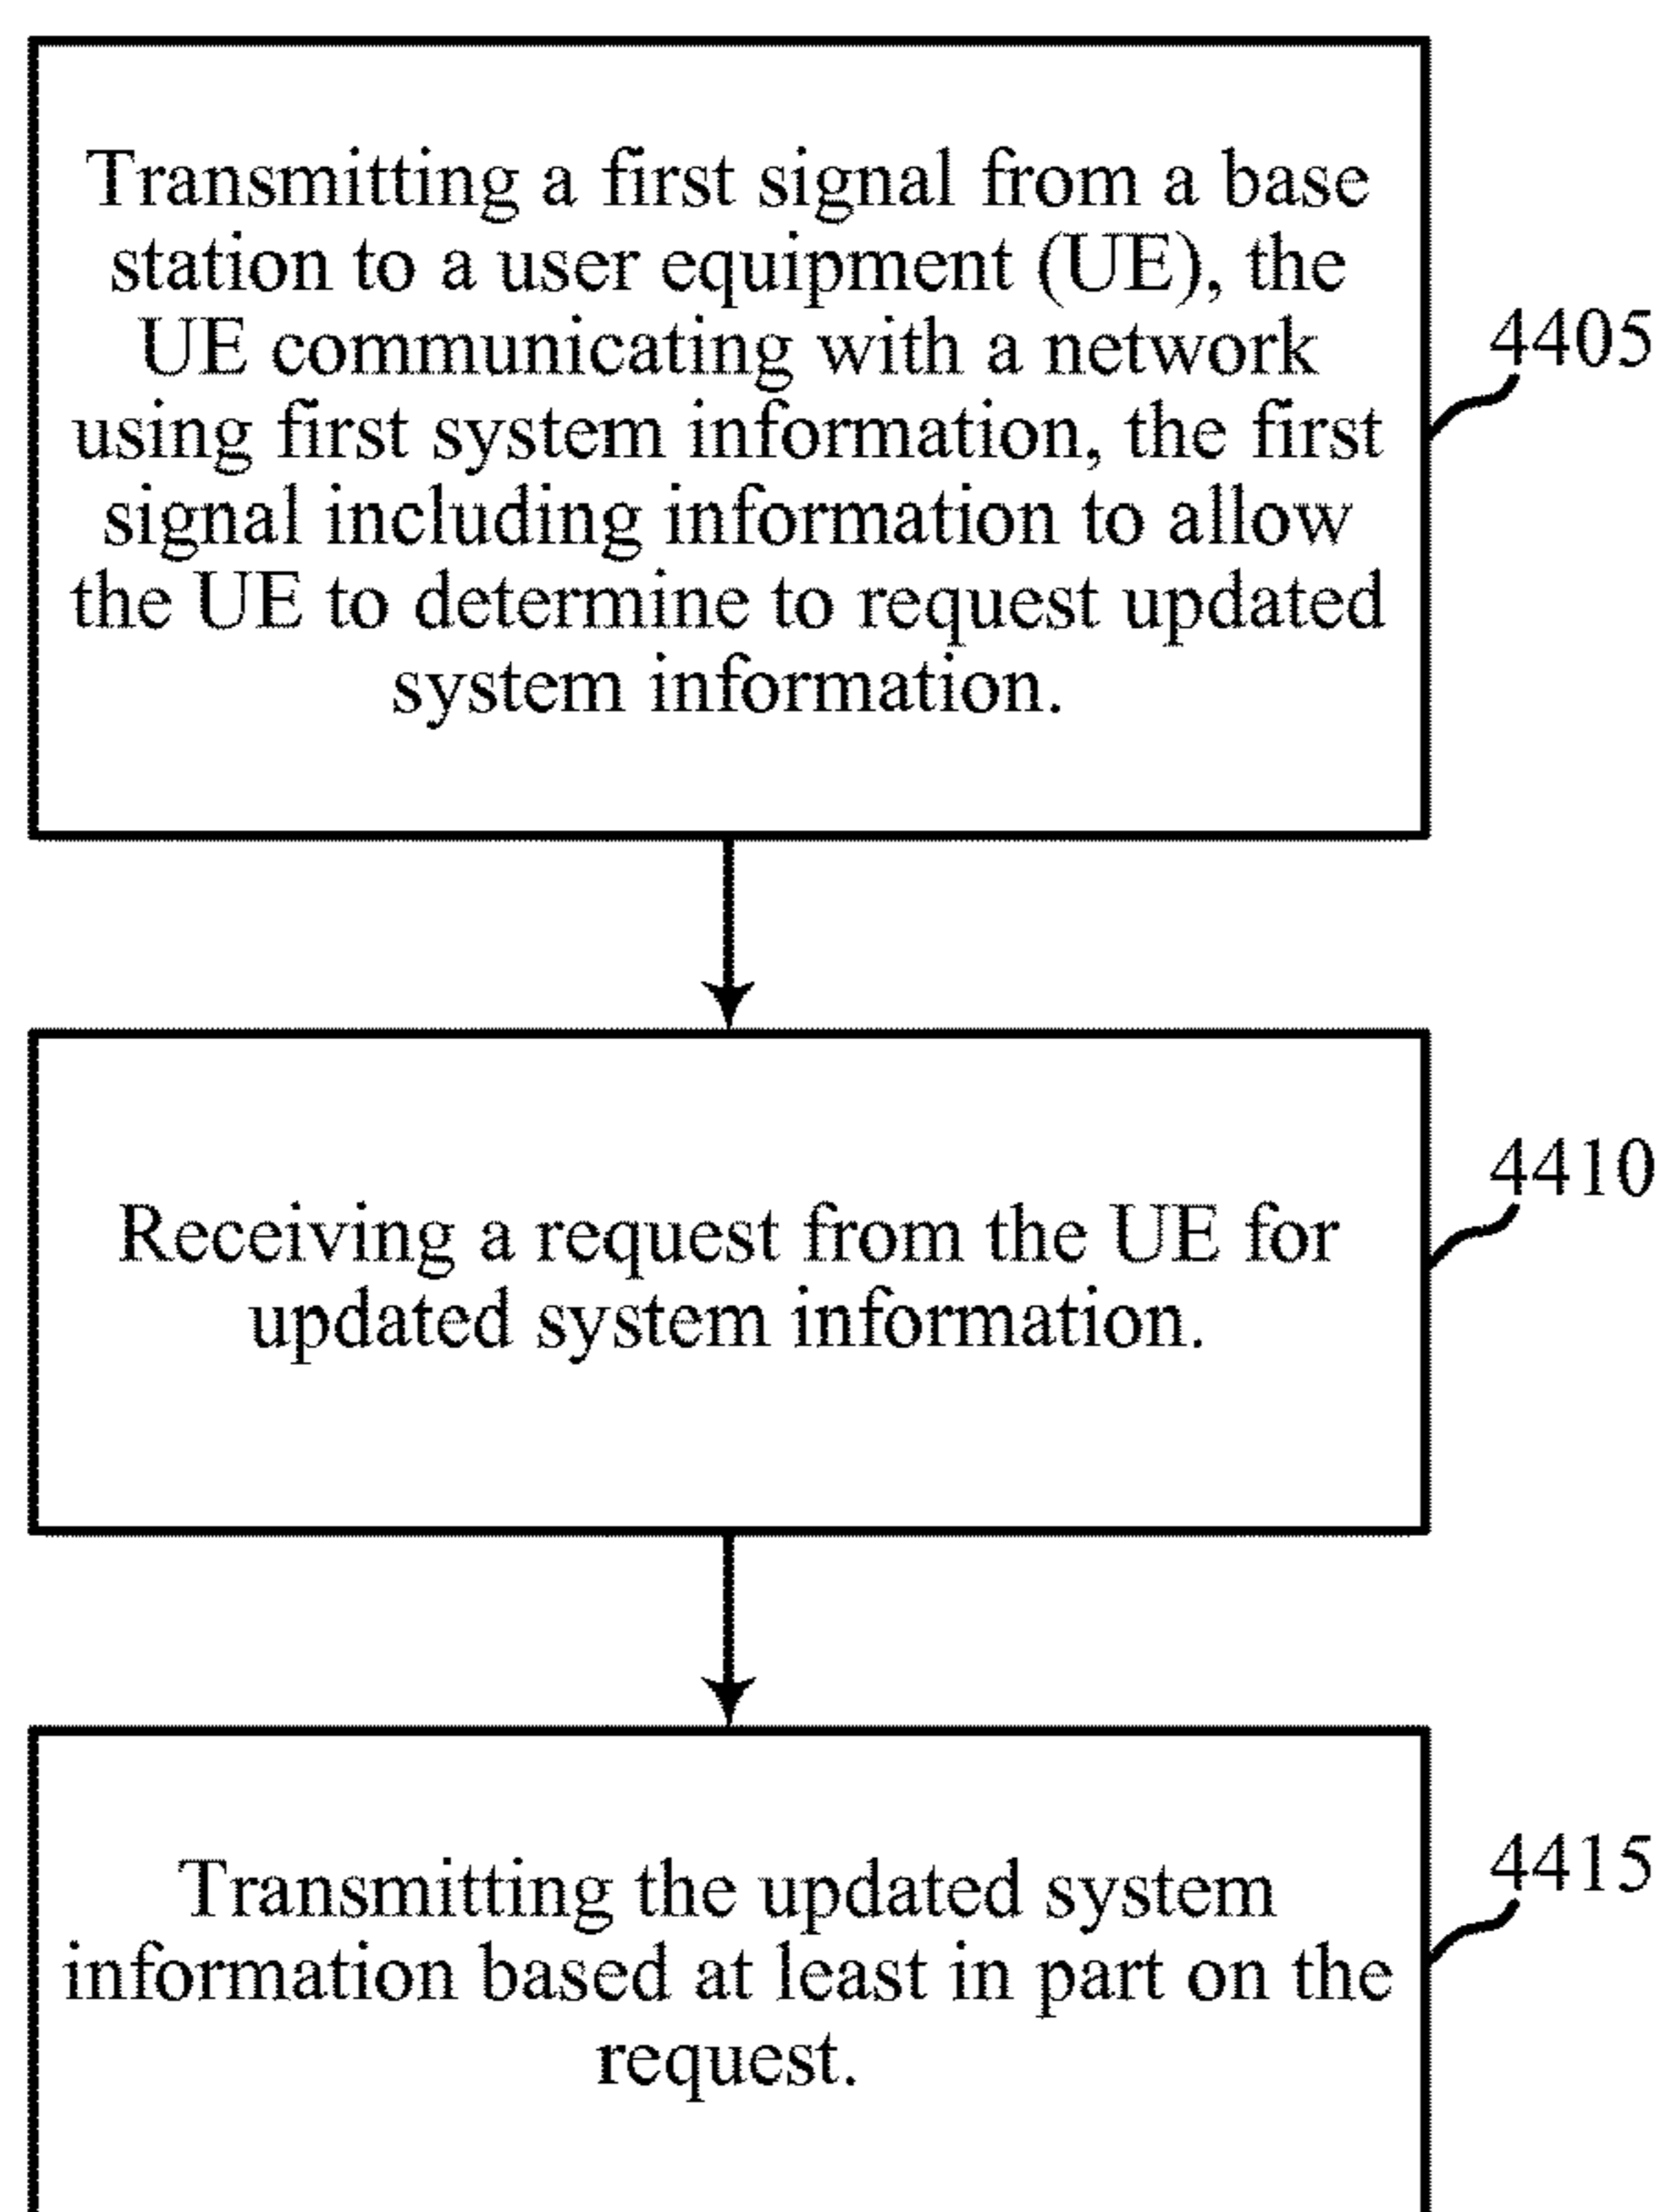 Transmitting a first signal from a base
station to a user equipment (UE), the
UE communicating with a network
using first system information, the first
signal including information to allow
the UE to determine to request updated
system information.
4405
Receiving a request from the UE for
updated system information.
4410
Transmitting the updated system
information based at least in part on the
request.
4415